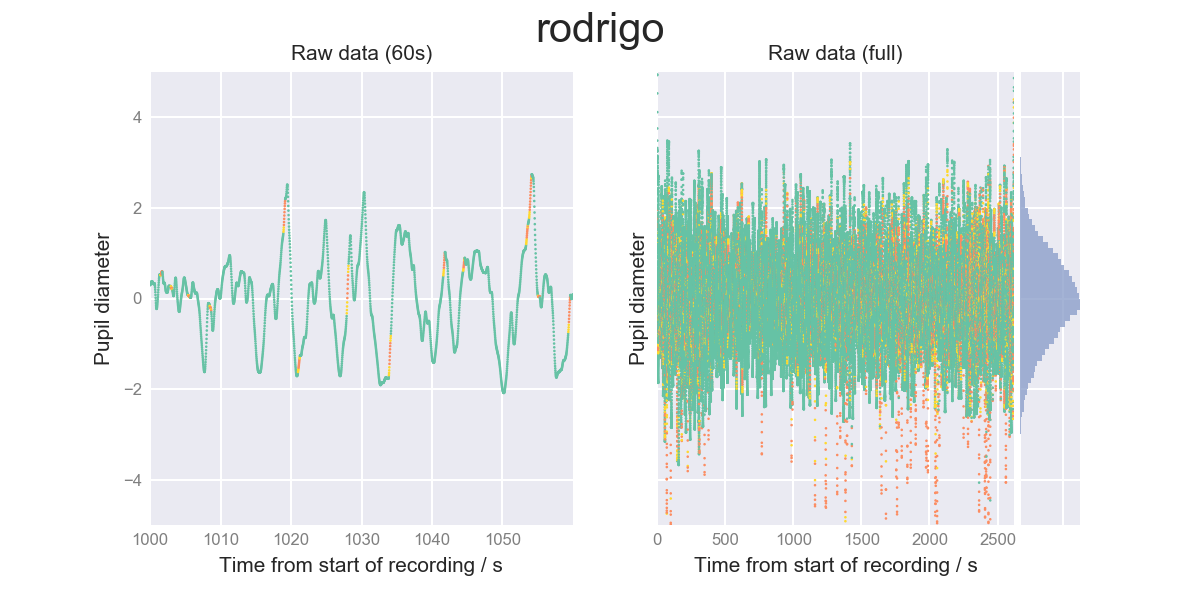 rodrigo
Raw data (60s)
Raw data (full)
Pupil diameter
4
2
0
−2
−4
1000 1010 1020 1030 1040 1050
Time from start of recording / s
Pupil diameter
0 500 1000 1500 2000 2500
Time from start of recording / s